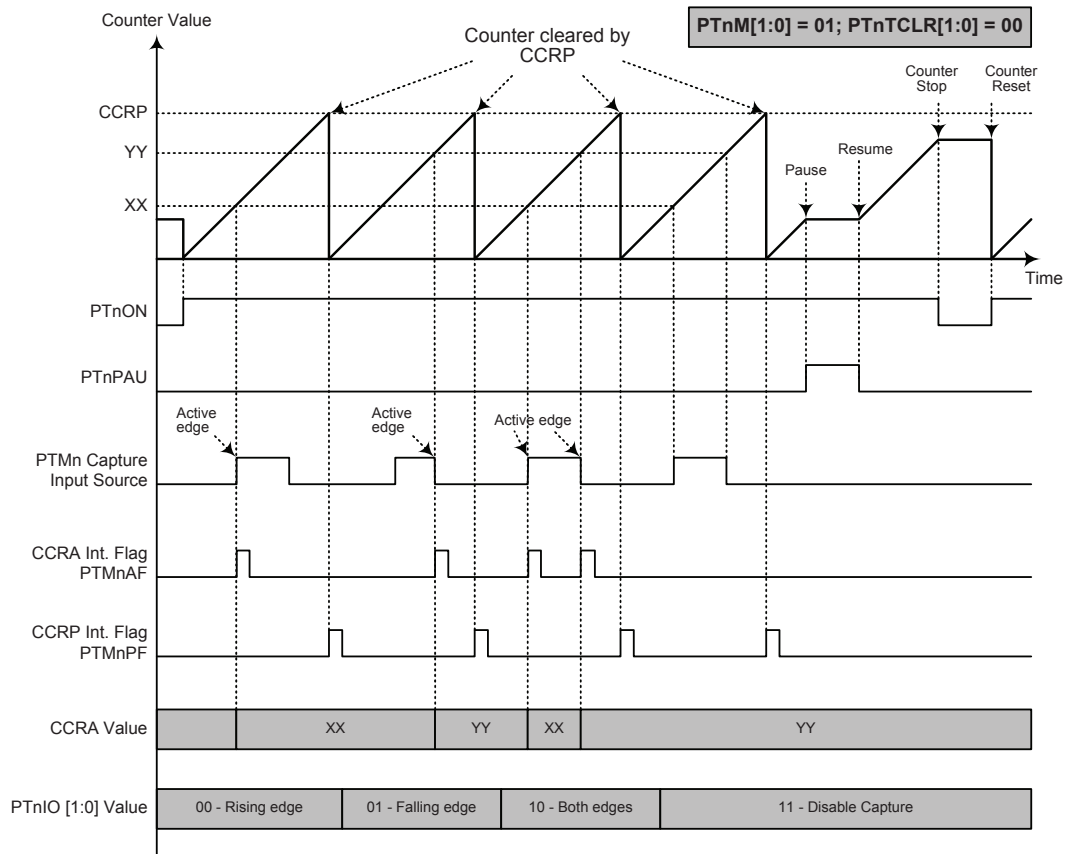 Counter Value
PTnM[1:0] = 01; PTnTCLR[1:0] = 00
Counter cleared by
CCRP
Counter
Stop
Counter
Reset
CCRP
YY
XX
Pause
Resume
Time
PTnON
PTnPAU
Active
edge
Active
edge
Active edge
PTMn Capture
Input Source
CCRA Int. Flag
PTMnAF
CCRP Int. Flag
PTMnPF
CCRA Value
XX
YY
XX
YY
PTnIO [1:0] Value
00 - Rising edge
01 - Falling edge
10 - Both edges
11 - Disable Capture